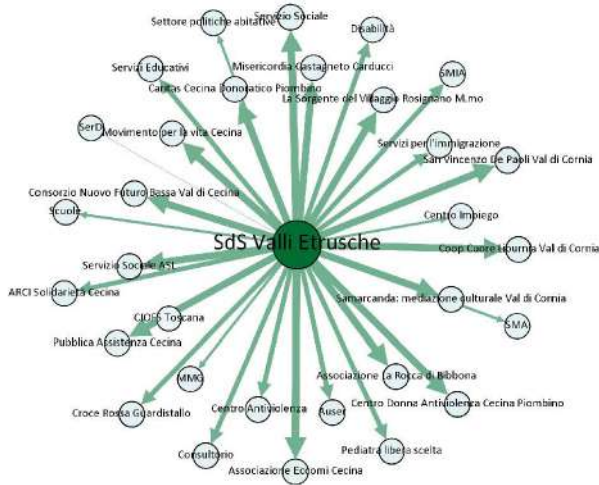 Servizio Sociale
Settore politiche abitative
Disabilità
Servizi Educativi
Misericordia Castagneto Carducci
SMIA
Caritas Cecina Donoratico Piombino
La Sorgente del Villaggio Rosignano M.mo
SerD
Movimento per la vita Cecina
Servizi per l'immigrazione
San Vincenzo De Paoli Val di Cornia
Consorzio Nuovo Futuro Bassa Val di Cecina
Scuole
Centro Impiego
SdS Valli Etrusche
Coop Cuore Liburnia Val di Cornia
Servizio Sociale ASL
ARCI Solidarietà Cecina
Samarcanda: mediazione culturale Val di Cornia
CIOFS Toscana
SMA
Pubblica Assistenza Cecina
MMG
Associazione La Rocca di Bibbona
Croce Rossa Guardistallo
Centro Antiviolenza
Auser
Centro Donna Antiviolenza Cecina Piombino
Consultorio
Pediatra libera scelta
Associazione Eccomi Cecina